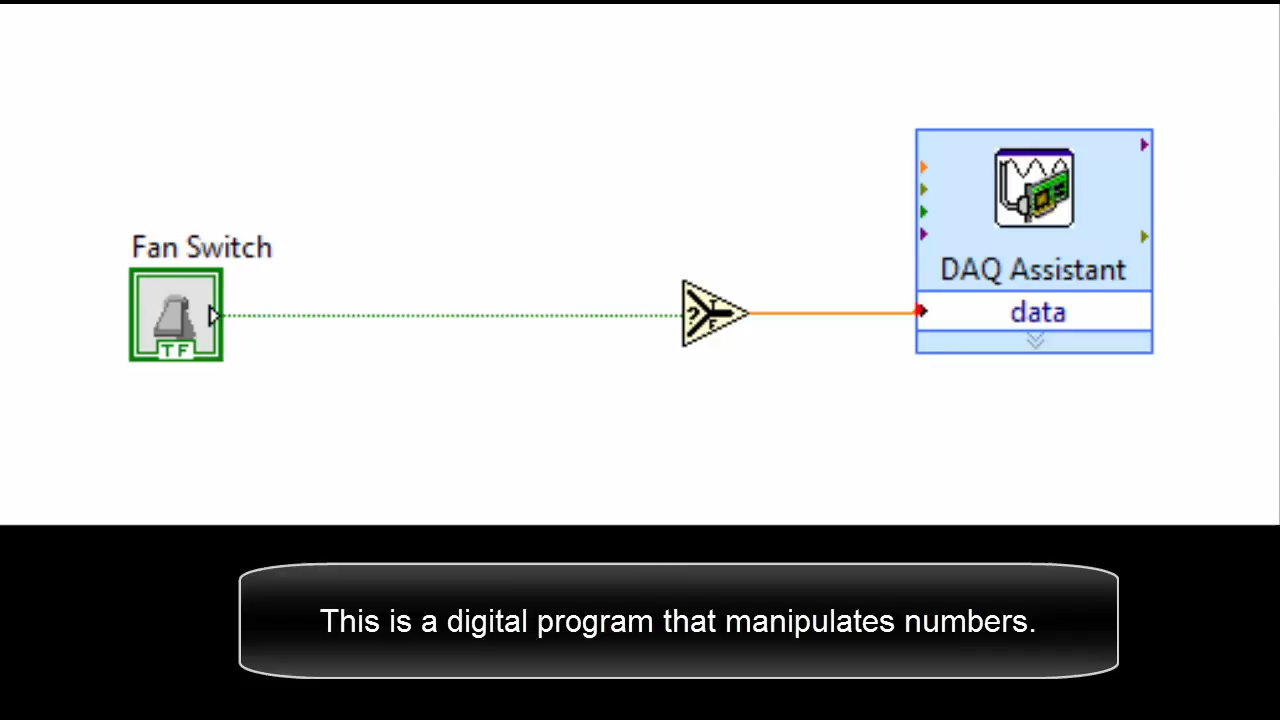 Fan Switch
TF
?
T
F
DAQ Assistant
data
This is a digital program that manipulates numbers.